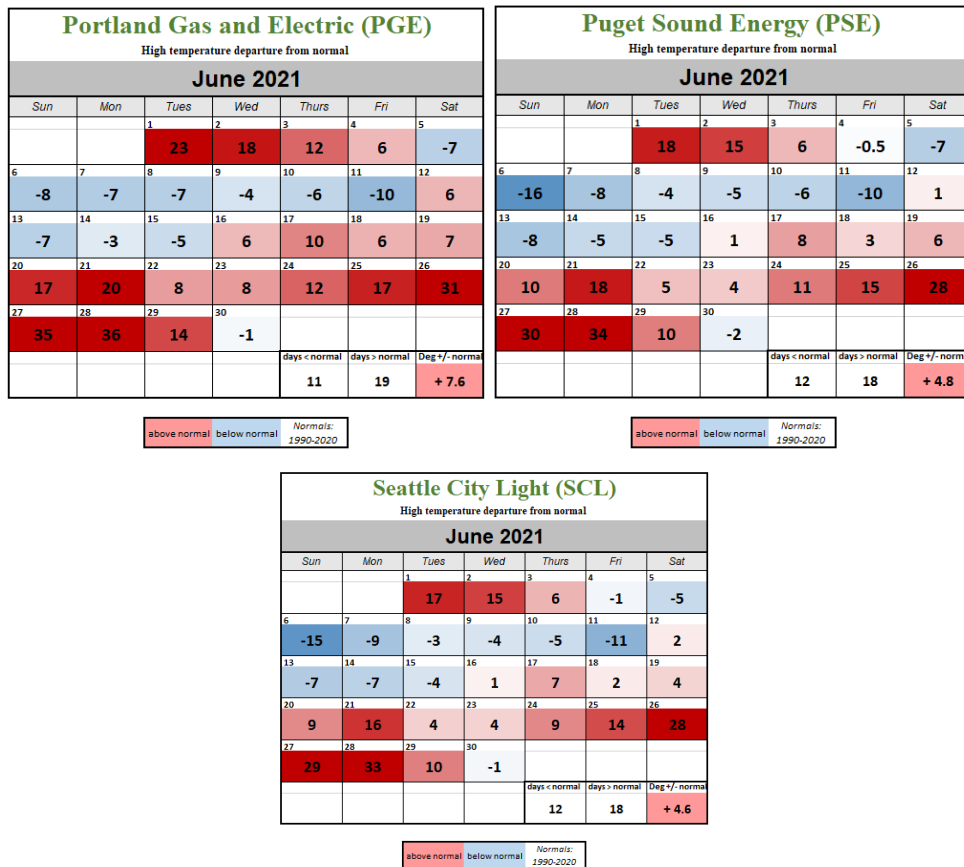 Portland Gas and Electric (PGE)
High temperature departure from normal
June 2021
Sun Mon Tues Wed Thurs Fri Sat
1 2 3 4 5
23 18 12 6 -7
6 7 8 9 10 11 12
-8 -7 -7 -4 -6 -10 6
13 14 15 16 17 18 19
-7 -3 -5 6 10 6 7
20 21 22 23 24 25 26
17 20 8 8 12 17 31
27 28 29 30
35 36 14 -1
days < normal days > normal Deg +/- normal
11 19 + 7.6
above normal below normal Normals:
1990-2020
Puget Sound Energy (PSE)
High temperature departure from normal
June 2021
Sun Mon Tues Wed Thurs Fri Sat
1 2 3 4 5
18 15 6 -0.5 -7
6 7 8 9 10 11 12
-16 -8 -4 -5 -6 -10 1
13 14 15 16 17 18 19
-8 -5 -5 1 8 3 6
20 21 22 23 24 25 26
10 18 5 4 11 15 28
27 28 29 30
30 34 10 -2
days < normal days > normal Deg +/- norm
12 18 + 4.8
above normal below normal Normals:
1990-2020
Seattle City Light (SCL)
High temperature departure from normal
June 2021
Sun Mon Tues Wed Thurs Fri Sat
1 2 3 4 5
17 15 6 -1 -5
6 7 8 9 10 11 12
-15 -9 -3 -4 -5 -11 2
13 14 15 16 17 18 19
-7 -7 -4 1 7 2 4
20 21 22 23 24 25 26
9 16 4 4 9 14 28
27 28 29 30
29 33 10 -1
days < normal days > normal Deg +/- normal
12 18 + 4.6
above normal below normal Normals:
1990-2020